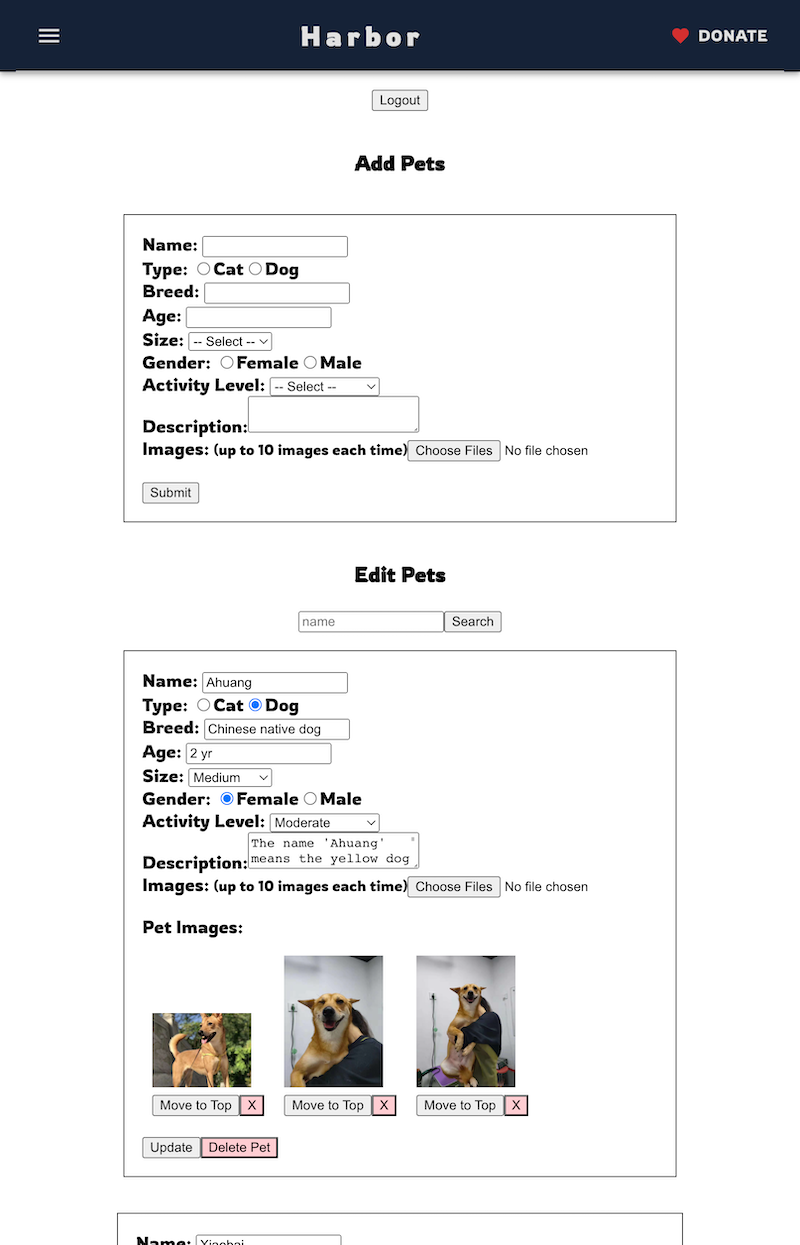 Harbor
DONATE
Logout
Add Pets
Name:
Type: Cat Dog
Breed:
Age:
Size: -- Select --
Gender: Female Male
Activity Level: -- Select --
Description:
Images: (up to 10 images each time) Choose Files No file chosen
Submit
Edit Pets
name Search
Name: Ahuang
Type: Cat Dog
Breed: Chinese native dog
Age: 2 yr
Size: Medium
Gender: Female Male
Activity Level: Moderate
The name 'Ahuang'
Description: means the yellow dog
Images: (up to 10 images each time) Choose Files No file chosen
Pet Images:
Move to Top X Move to Top X Move to Top X
Update Delete Pet
Name: Xiaobai